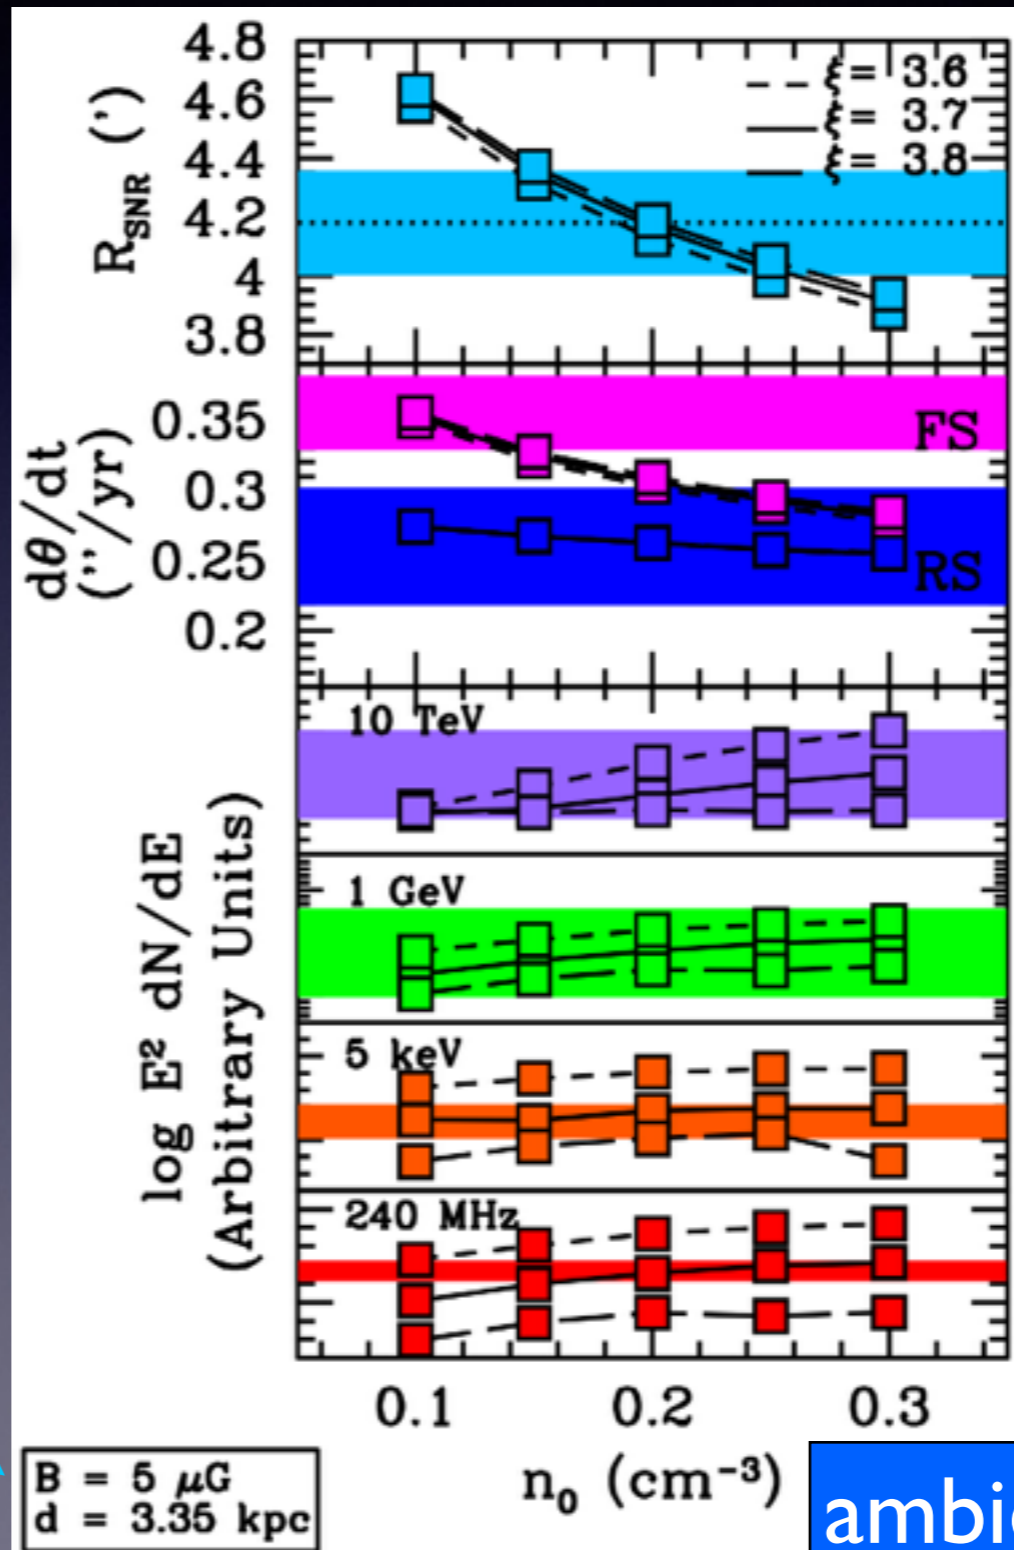 4.8
4.6
4.4
4.2
4
3.8
R_SNR (')
ξ = 3.6
ξ = 3.7
ξ = 3.8
0.35
0.3
0.25
0.2
dθ/dt
("/yr)
FS
RS
10 TeV
1 GeV
5 keV
240 MHz
log E² dN/dE
(Arbitrary Units)
0.1 0.2 0.3
n₀ (cm⁻³)
B = 5 μG
d = 3.35 kpc